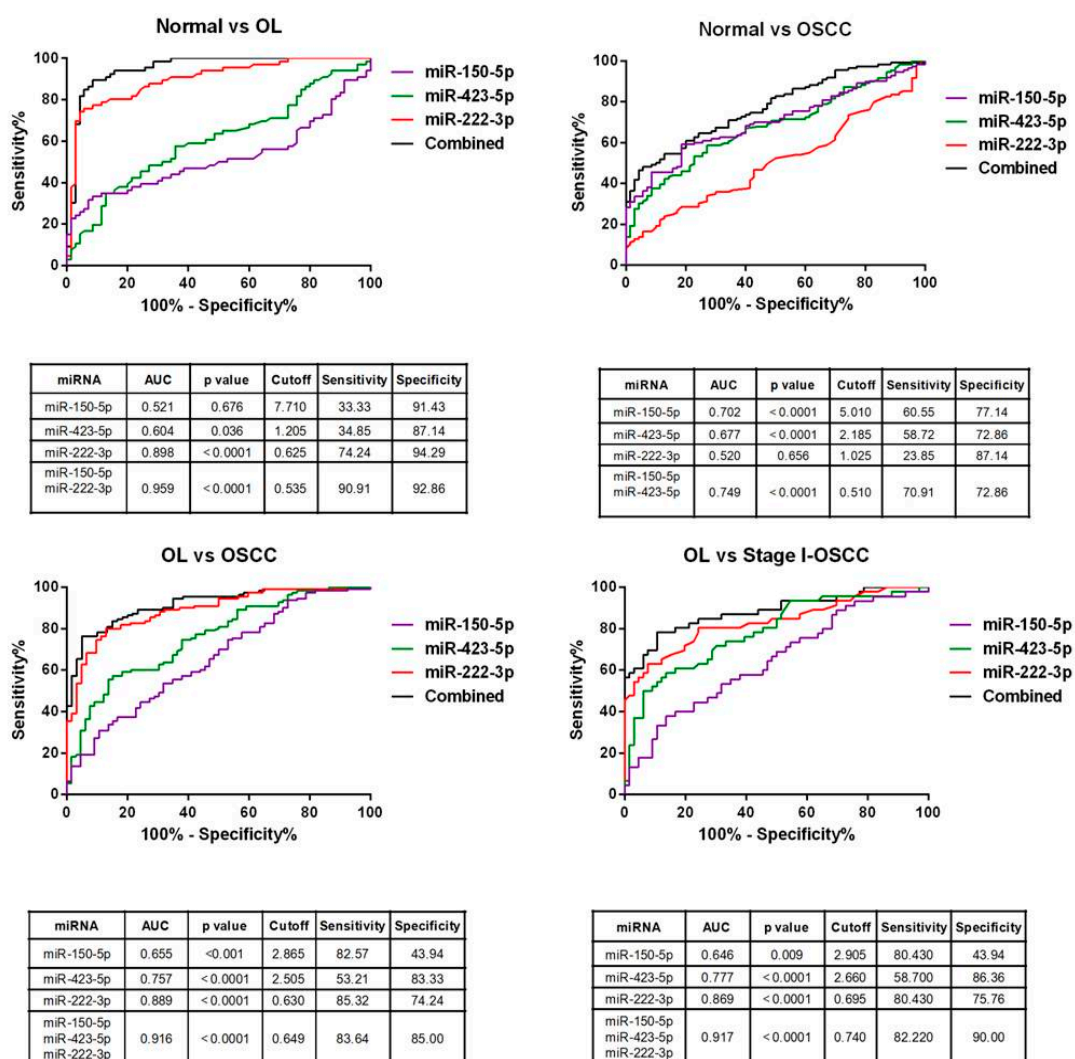 Normal vs OL
Sensitivity%
100
80
60
40
20
0
0 20 40 60 80 100
100% - Specificity%
miR-150-5p
miR-423-5p
miR-222-3p
Combined
miRNA AUC p value Cutoff Sensitivity Specificity
miR-150-5p 0.521 0.676 7.710 33.33 91.43
miR-423-5p 0.604 0.036 1.205 34.85 87.14
miR-222-3p 0.898 <0.0001 0.625 74.24 94.29
miR-150-5p
miR-222-3p 0.959 <0.0001 0.535 90.91 92.86
Normal vs OSCC
Sensitivity%
100
80
60
40
20
0
0 20 40 60 80 100
100% - Specificity%
miR-150-5p
miR-423-5p
miR-222-3p
Combined
miRNA AUC p value Cutoff Sensitivity Specificity
miR-150-5p 0.702 <0.0001 5.010 60.55 77.14
miR-423-5p 0.677 <0.0001 2.185 58.72 72.86
miR-222-3p 0.520 0.656 1.025 23.85 87.14
miR-150-5p
miR-423-5p 0.749 <0.0001 0.510 70.91 72.86
OL vs OSCC
Sensitivity%
100
80
60
40
20
0
0 20 40 60 80 100
100% - Specificity%
miR-150-5p
miR-423-5p
miR-222-3p
Combined
miRNA AUC p value Cutoff Sensitivity Specificity
miR-150-5p 0.655 <0.001 2.865 82.57 43.94
miR-423-5p 0.757 <0.0001 2.505 53.21 83.33
miR-222-3p 0.889 <0.0001 0.630 85.32 74.24
miR-150-5p
miR-423-5p 0.916 <0.0001 0.649 83.64 85.00
miR-222-3p
OL vs Stage I-OSCC
Sensitivity%
100
80
60
40
20
0
0 20 40 60 80 100
100% - Specificity%
miR-150-5p
miR-423-5p
miR-222-3p
Combined
miRNA AUC p value Cutoff Sensitivity Specificity
miR-150-5p 0.646 0.009 2.905 80.430 43.94
miR-423-5p 0.777 <0.0001 2.660 58.700 86.36
miR-222-3p 0.869 <0.0001 0.695 80.430 75.76
miR-150-5p
miR-423-5p 0.917 <0.0001 0.740 82.220 90.00
miR-222-3p